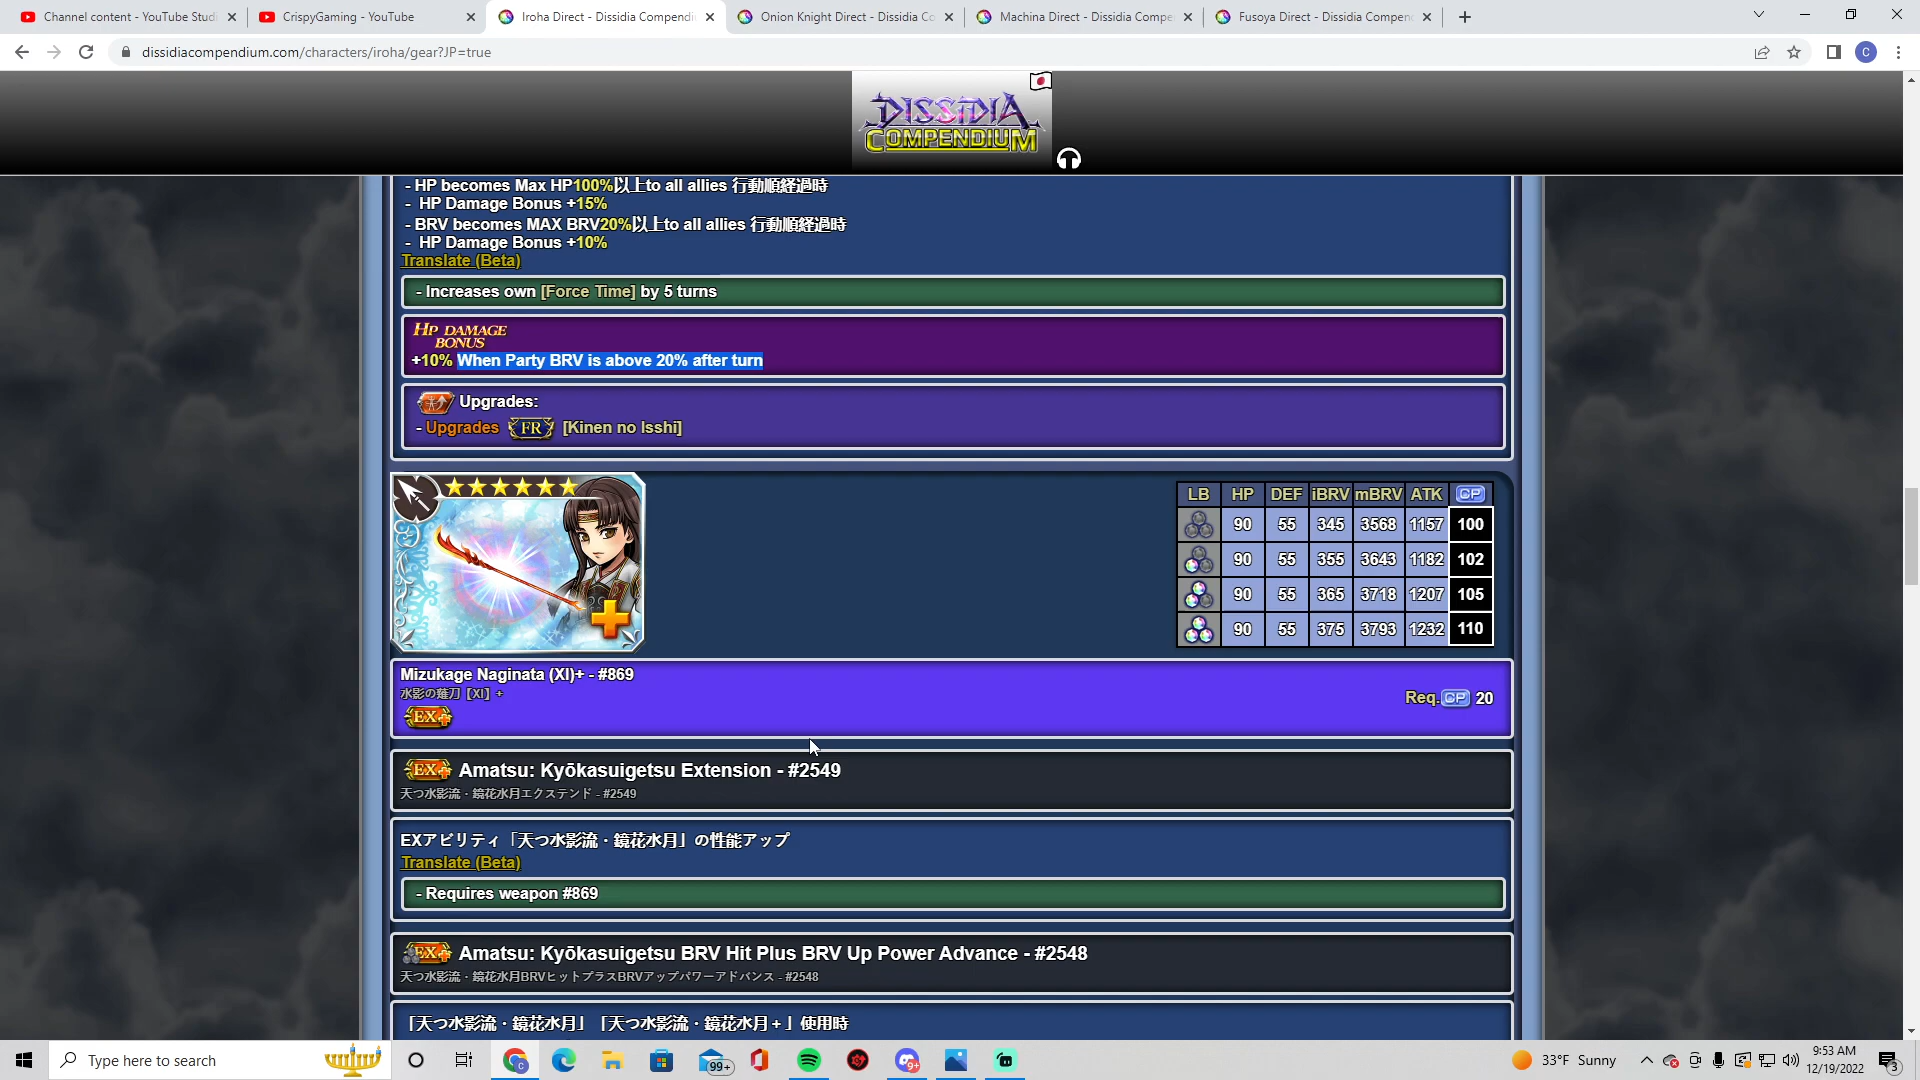 Channel content - YouTube Studi
CrispyGaming - YouTube
Iroha Direct - Dissidia Compendi
Onion Knight Direct - Dissidia Co
Machina Direct - Dissidia Compe
Fusoya Direct - Dissidia Compen
dissidiacompendium.com/characters/iroha/gear?JP=true
C
DISSIDIA
COMPENDIUM
- HP becomes Max HP100%以上to all allies 行動順経過時
- HP Damage Bonus +15%
- BRV becomes MAX BRV20%以上to all allies 行動順経過時
- HP Damage Bonus +10%
Translate (Beta)
- Increases own [Force Time] by 5 turns
HP DAMAGE
BONUS
+10% When Party BRV is above 20% after turn
Upgrades:
- Upgrades FR [Kinen no Isshi]
LB HP DEF iBRV mBRV ATK CP
90 55 345 3568 1157 100
90 55 355 3643 1182 102
90 55 365 3718 1207 105
90 55 375 3793 1232 110
Mizukage Naginata (XI)+ - #869
水影の薙刀【XI】+
EX+
Req. CP 20
EX+ Amatsu: Kyōkasuigetsu Extension - #2549
天つ水影流・鏡花水月エクステンド - #2549
EXアビリティ「天つ水影流・鏡花水月」の性能アップ
Translate (Beta)
- Requires weapon #869
EX+ Amatsu: Kyōkasuigetsu BRV Hit Plus BRV Up Power Advance - #2548
天つ水影流・鏡花水月BRVヒットプラスBRVアップパワーアドバンス - #2548
「天つ水影流・鏡花水月」「天つ水影流・鏡花水月+」使用時
Type here to search
C
99+
9+
33°F Sunny
9:53 AM
12/19/2022
3